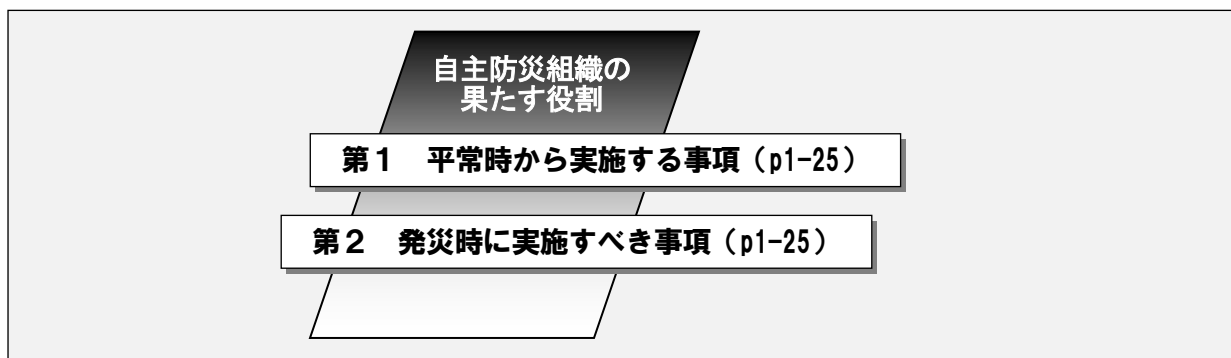 自主防災組織の
果たす役割
第１　平常時から実施する事項（p1-25）
第２　発災時に実施すべき事項（p1-25）